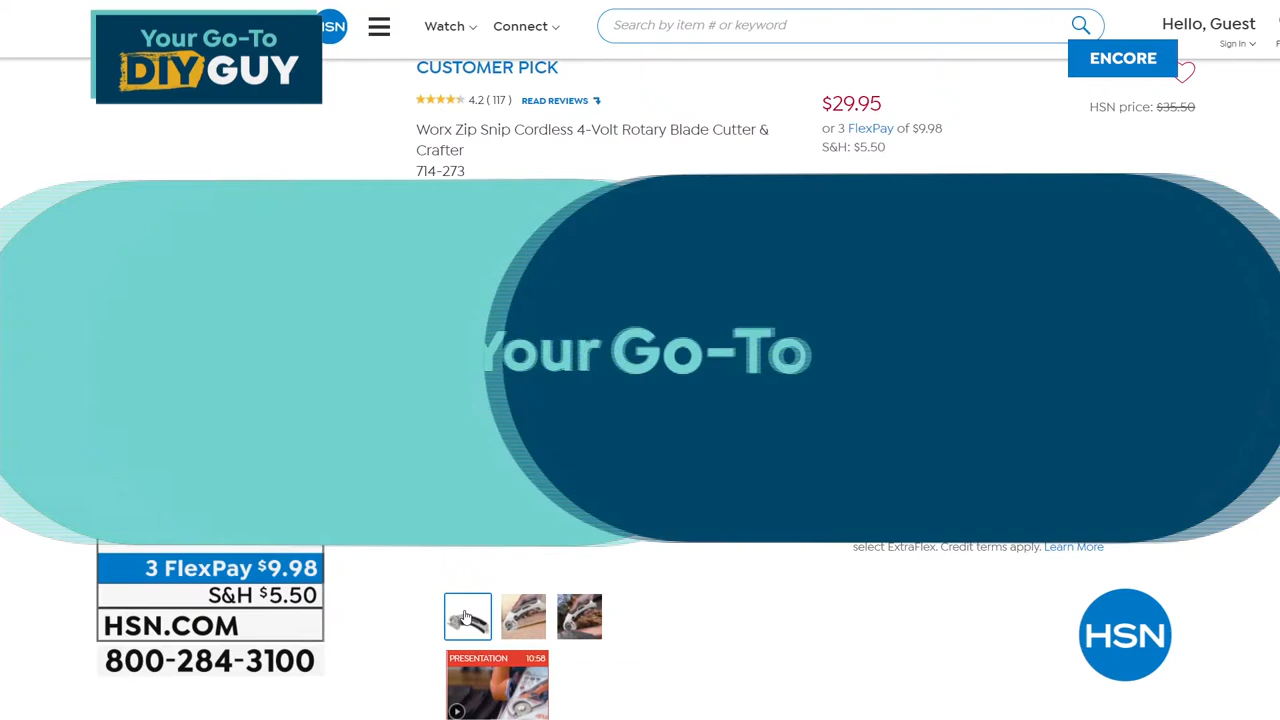 Your Go-To
DIY GUY
HSN
Watch
Connect
Search by item # or keyword
Hello, Guest
Sign In
ENCORE
CUSTOMER PICK
4.2 ( 117 ) READ REVIEWS
$29.95
HSN price: $35.50
or 3 FlexPay of $9.98
S&H: $5.50
Worx Zip Snip Cordless 4-Volt Rotary Blade Cutter &
Crafter
714-273
Your Go-To
select ExtraFlex. Credit terms apply. Learn More
3 FlexPay $9.98
S&H $5.50
HSN.COM
800-284-3100
HSN
PRESENTATION 10:58